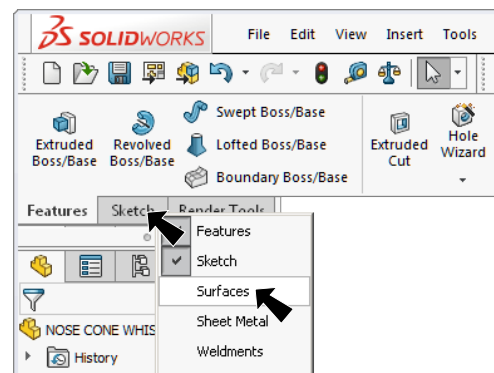 SOLIDWORKS File Edit View Insert Tools
Swept Boss/Base
Extruded Boss/Base
Revolved Boss/Base
Lofted Boss/Base
Boundary Boss/Base
Extruded Cut
Hole Wizard
Features Sketch Render Tools
Features
Sketch
Surfaces
Sheet Metal
Weldments
NOSE CONE WHIS
History